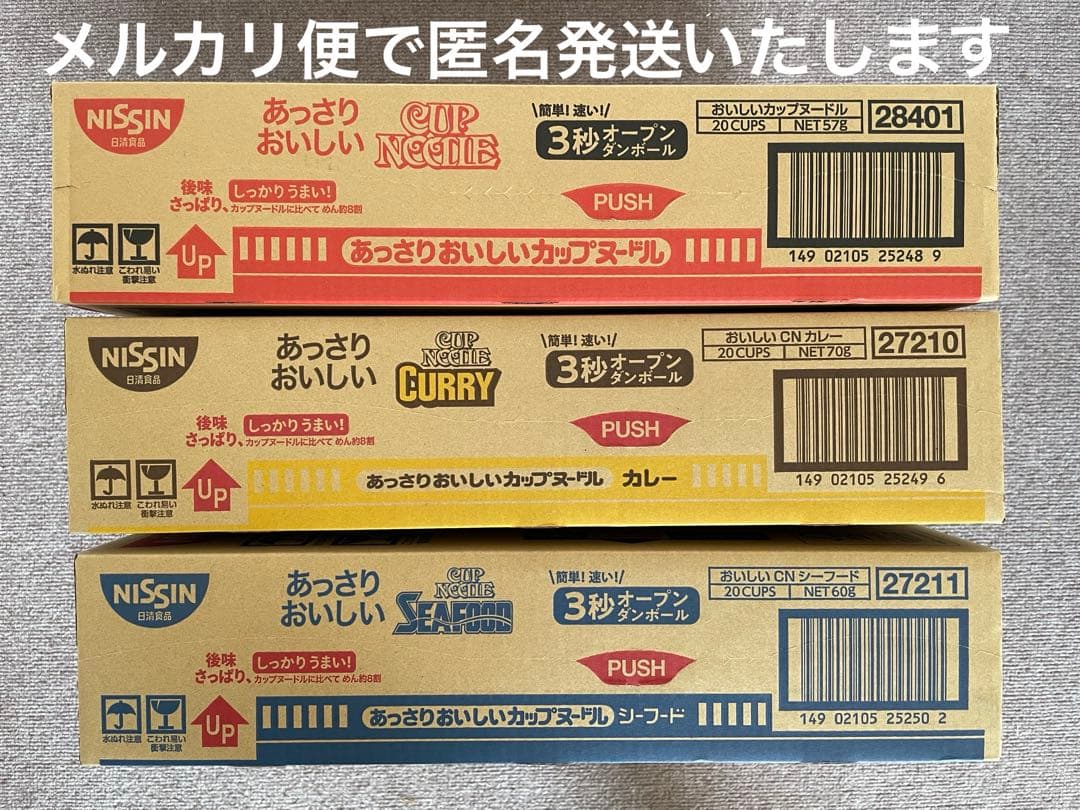 メルカリ便で匿名発送いたします
NISSIN
日清食品
あっさり
おいしい
CUP
NOODLE
\簡単!速い!/
3秒オープン
ダンボール
おいしいカップヌードル
20 CUPS NET57g
28401
後味
さっぱり、
しっかりうまい!
カップヌードルに比べて めん約8割
PUSH
水ぬれ注意
こわれ易い
衝撃注意
UP
あっさりおいしいカップヌードル
149 02105 25248 9
NISSIN
日清食品
あっさり
おいしい
CUP
NOODLE
CURRY
\簡単!速い!/
3秒オープン
ダンボール
おいしい CN カレー
20 CUPS NET70g
27210
後味
さっぱり、
しっかりうまい!
カップヌードルに比べて めん約8割
PUSH
水ぬれ注意
こわれ易い
衝撃注意
UP
あっさりおいしいカップヌードル カレー
149 02105 25249 6
NISSIN
日清食品
あっさり
おいしい
CUP
NOODLE
SEAFOOD
\簡単!速い!/
3秒オープン
ダンボール
おいしい CN シーフード
20 CUPS NET60g
27211
後味
さっぱり、
しっかりうまい!
カップヌードルに比べて めん約8割
PUSH
水ぬれ注意
こわれ易い
衝撃注意
UP
あっさりおいしいカップヌードル シーフード
149 02105 25250 2